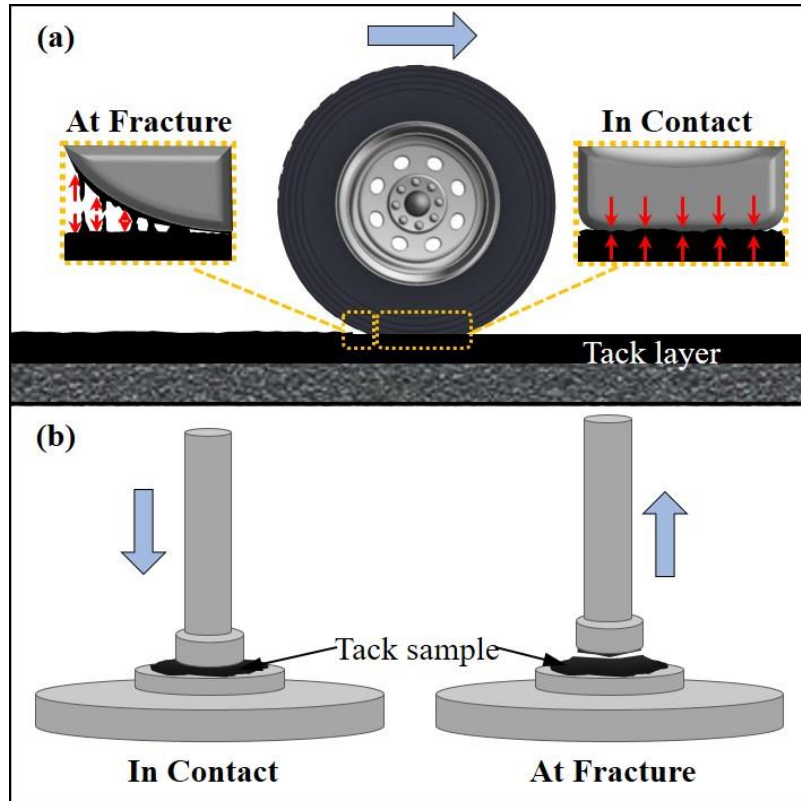 (a)
At Fracture
In Contact
Tack layer
(b)
Tack sample
In Contact
At Fracture